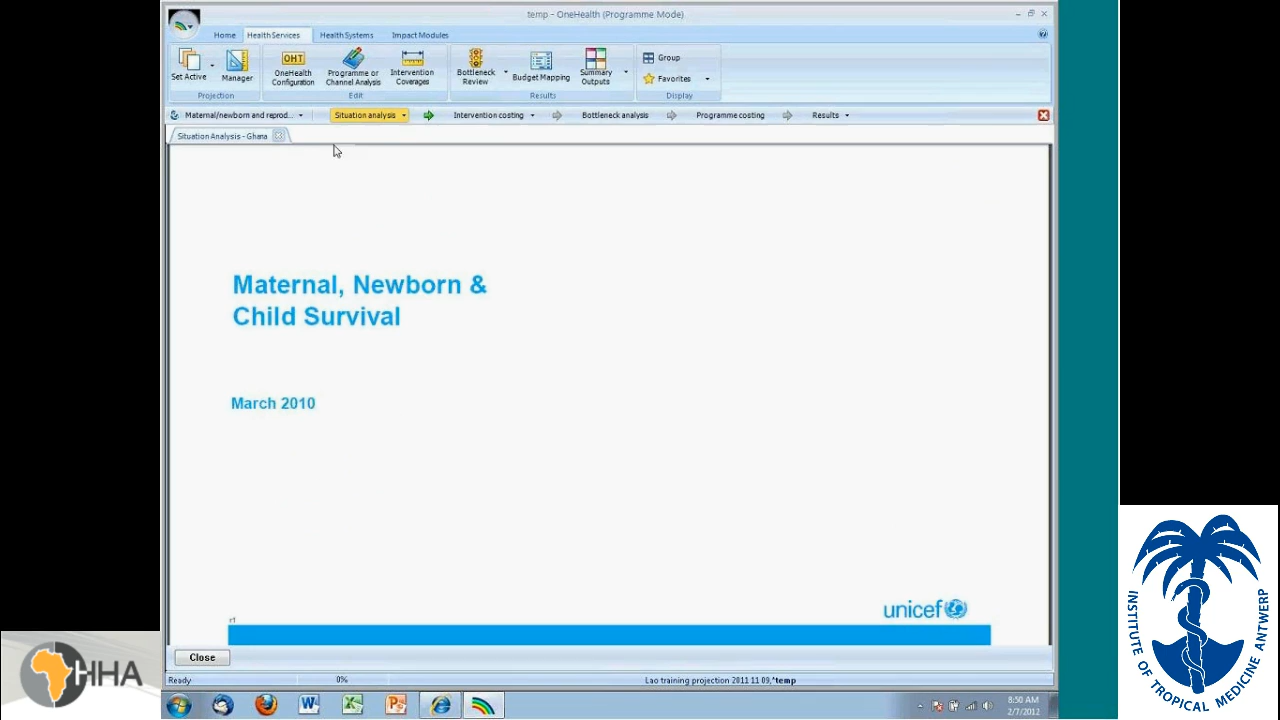 temp - OneHealth (Programme Mode)
Home Health Services Health Systems Impact Modules
Set Active
Manager
Projection
OHT
OneHealth Configuration
Programme or Channel Analysis
Intervention Coverages
Edit
Bottleneck Review
Budget Mapping
Summary Outputs
Results
Group
Favorites
Display
Maternal/newborn and reprod... Situation analysis Intervention costing Bottleneck analysis Programme costing Results
Situation Analysis - Ghana
Maternal, Newborn &
Child Survival
March 2010
unicef
r1
Close
Ready 0% Lao training projection 2011 11 09,^temp
8:50 AM
2/7/2012
HHA
INSTITUTE OF TROPICAL MEDICINE ANTWERP